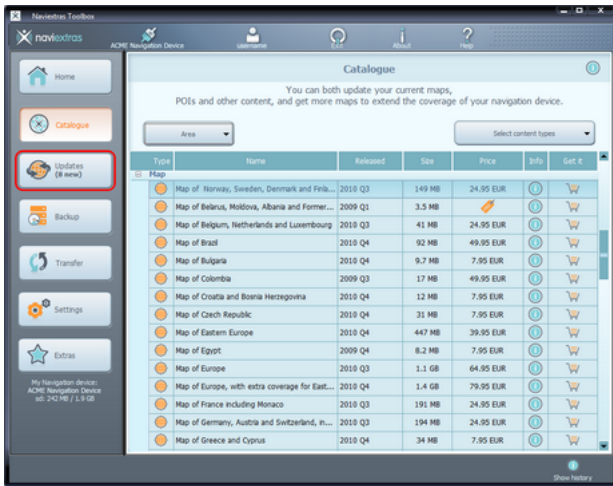 Naviextras Toolbox
naviextras
ACME Navigation Device
username
Exit
About
Help
Home
Catalogue
Updates
(8 new)
Backup
Transfer
Settings
Extras
My Navigation device:
ACME Navigation Device
sd: 242 MB / 1.9 GB
Catalogue
You can both update your current maps,
POIs and other content, and get more maps to extend the coverage of your navigation device.
Area
Select content types
Type Name Released Size Price Info Get it
Map
Map of Norway, Sweden, Denmark and Finla... 2010 Q3 149 MB 24.95 EUR
Map of Belarus, Moldova, Albania and Former... 2009 Q1 3.5 MB
Map of Belgium, Netherlands and Luxembourg 2010 Q3 41 MB 24.95 EUR
Map of Brazil 2010 Q4 92 MB 49.95 EUR
Map of Bulgaria 2010 Q4 9.7 MB 7.95 EUR
Map of Colombia 2009 Q3 17 MB 49.95 EUR
Map of Croatia and Bosnia Herzegovina 2010 Q4 12 MB 7.95 EUR
Map of Czech Republic 2010 Q4 31 MB 7.95 EUR
Map of Eastern Europe 2010 Q4 447 MB 39.95 EUR
Map of Egypt 2009 Q4 8.2 MB 7.95 EUR
Map of Europe 2010 Q3 1.1 GB 64.95 EUR
Map of Europe, with extra coverage for East... 2010 Q4 1.4 GB 79.95 EUR
Map of France including Monaco 2010 Q3 191 MB 24.95 EUR
Map of Germany, Austria and Switzerland, in... 2010 Q3 194 MB 24.95 EUR
Map of Greece and Cyprus 2010 Q4 34 MB 7.95 EUR
Show history